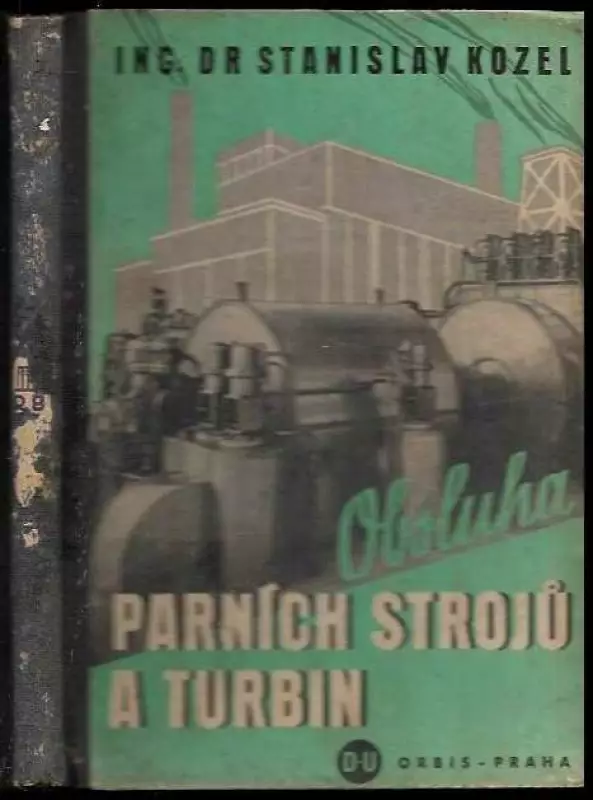 ING. DR STANISLAV KOZEL
Obsluha
PARNÍCH STROJŮ
A TURBIN
D-U ORBIS-PRAHA